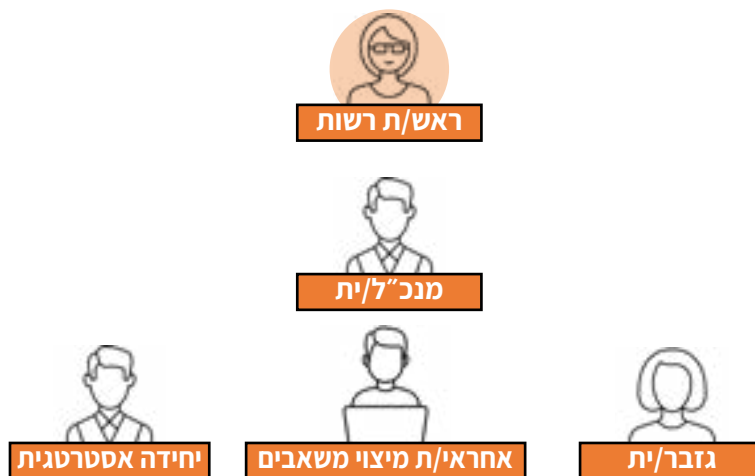 ראש/ת רשות
מנכ״ל/ית
גזבר/ית
אחראי/ת מיצוי משאבים
יחידה אסטרטגית